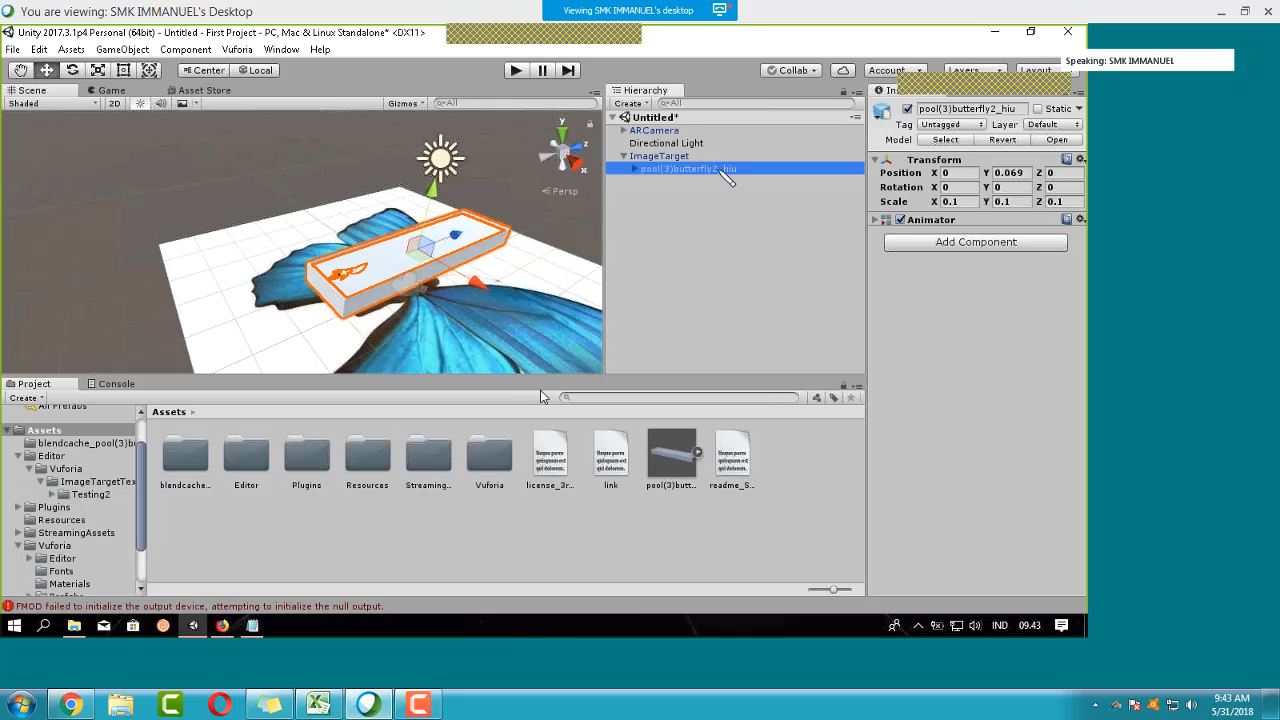 You are viewing: SMK IMMANUEL's Desktop
Viewing SMK IMMANUEL's desktop
Unity 2017.3.1p4 Personal (64bit) - Untitled - First Project - PC, Mac & Linux Standalone* <DX11>
File Edit Assets GameObject Component Vuforia Window Help
Speaking: SMK IMMANUEL
Center Local Collab Account Layers Layout
Scene Game Asset Store Hierarchy
Shaded 2D Gizmos All Create All
Untitled*
ARCamera
Directional Light
ImageTarget
pool(3)butterfly2_hiu
y
z
x
Persp
pool(3)butterfly2_hiu Static
Tag Untagged Layer Default
Model Select Revert Open
Transform
Position X 0 Y 0.069 Z 0
Rotation X 0 Y 0 Z 0
Scale X 0.1 Y 0.1 Z 0.1
Animator
Add Component
Project Console
Create
All Prefabs
Assets
blendcache_pool(3)bu
Editor
Vuforia
ImageTargetTex
Testing2
Plugins
Resources
StreamingAssets
Vuforia
Editor
Fonts
Materials
Assets
blendcache... Editor Plugins Resources Streaming... Vuforia license_3r... link pool(3)butt... readme_S...
FMOD failed to initialize the output device, attempting to initialize the null output.
IND 09.43
9:43 AM
5/31/2018